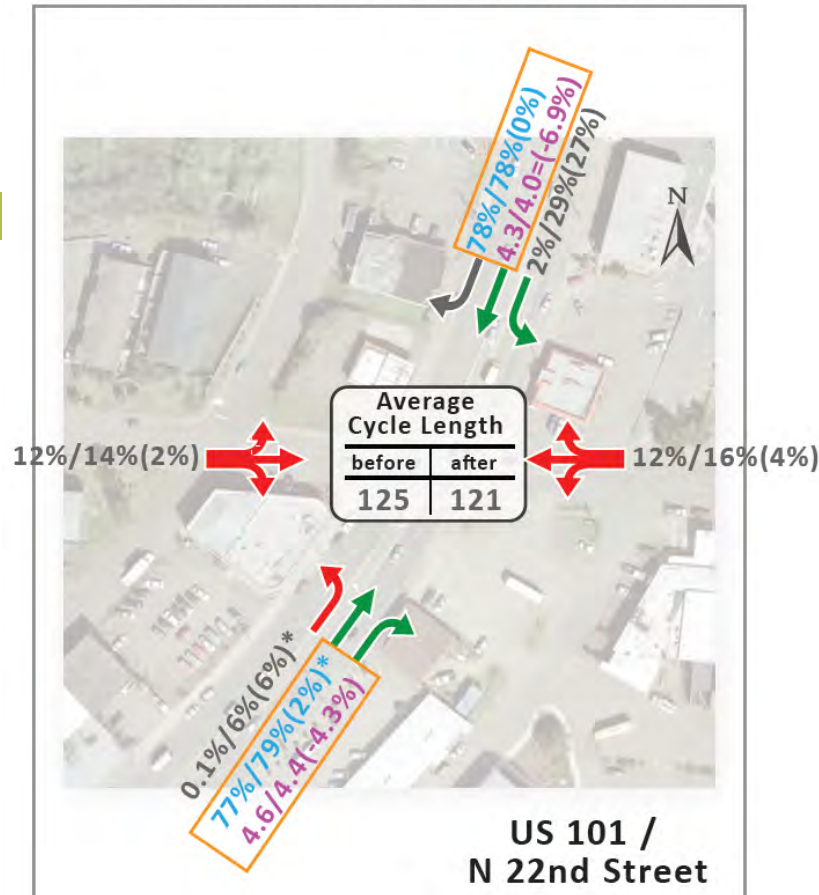 78%/78%(0%)
4.3/4.0=(-6.9%)
2%/29%(27%)
N
Average
Cycle Length
before after
125 121
12%/14%(2%)
12%/16%(4%)
0.1%/6%(6%)*
77%/79%(2%)*
4.6/4.4(-4.3%)
US 101 /
N 22nd Street